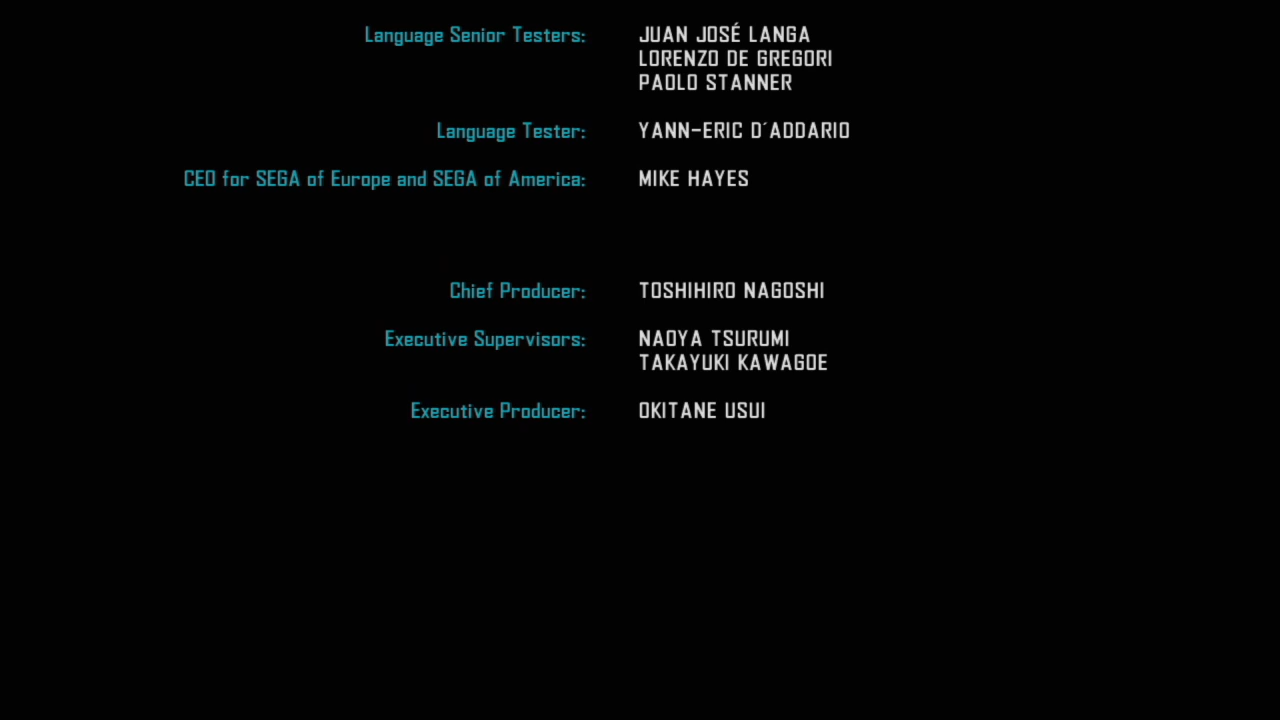 Language Senior Testers: JUAN JOSÉ LANGA
LORENZO DE GREGORI
PAOLO STANNER
Language Tester: YANN-ERIC D´ADDARIO
CEO for SEGA of Europe and SEGA of America: MIKE HAYES
Chief Producer: TOSHIHIRO NAGOSHI
Executive Supervisors: NAOYA TSURUMI
TAKAYUKI KAWAGOE
Executive Producer: OKITANE USUI